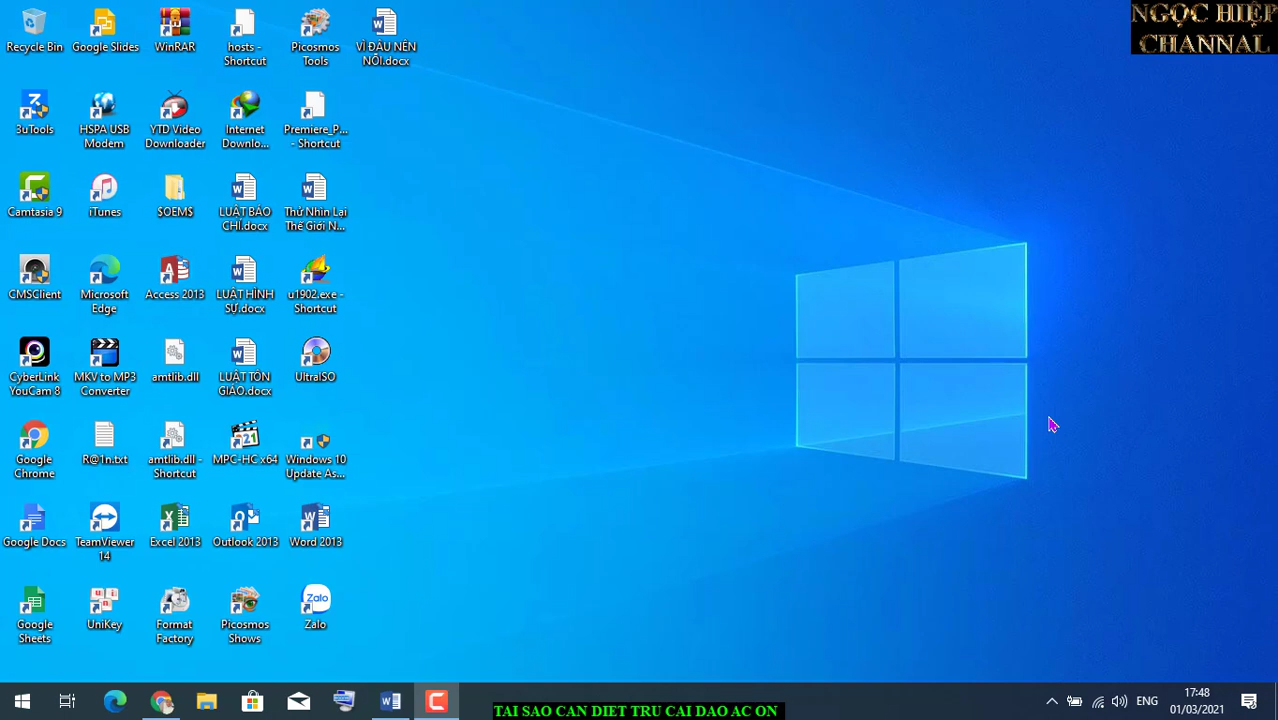 NGỌC HIỆP
CHANNAL
Recycle Bin
Google Slides
WinRAR
hosts -
Shortcut
Picosmos
Tools
VÌ ĐÂU NÊN
NỖI.docx
3uTools
HSPA USB
Modem
YTD Video
Downloader
Internet
Downlo...
Premiere_P...
- Shortcut
Camtasia 9
iTunes
$OEM$
LUẬT BÁO
CHÍ.docx
Thử Nhìn Lại
Thế Giới N...
CMSClient
Microsoft
Edge
Access 2013
LUẬT HÌNH
SỰ.docx
u1902.exe -
Shortcut
CyberLink
YouCam 8
MKV to MP3
Converter
amtlib.dll
LUẬT TÔN
GIÁO.docx
UltraISO
Google
Chrome
R@1n.txt
amtlib.dll -
Shortcut
MPC-HC x64
Windows 10
Update As...
Google Docs
TeamViewer
14
Excel 2013
Outlook 2013
Word 2013
Google
Sheets
UniKey
Format
Factory
Picosmos
Shows
Zalo
Zalo
ENG
17:48
01/03/2021
TAI SAO CAN DIET TRU CAI DAO AC ON